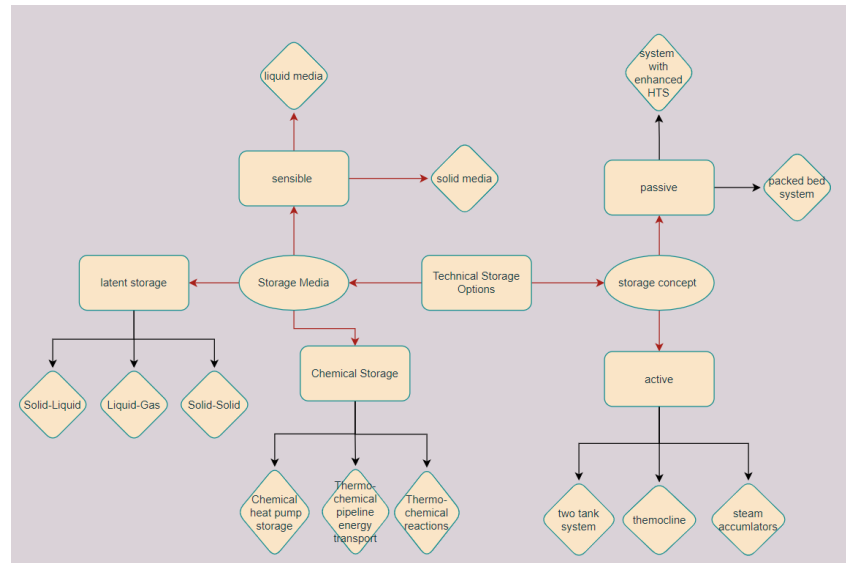 system
with
enhanced
HTS
liquid media
sensible
solid media
passive
packed bed
system
latent storage
Storage Media
Technical Storage
Options
storage concept
Chemical Storage
active
Solid-Liquid
Liquid-Gas
Solid-Solid
Chemical
heat pump
storage
Thermo-
chemical
pipeline
energy
transport
Thermo-
chemical
reactions
two tank
system
themocline
steam
accumlators